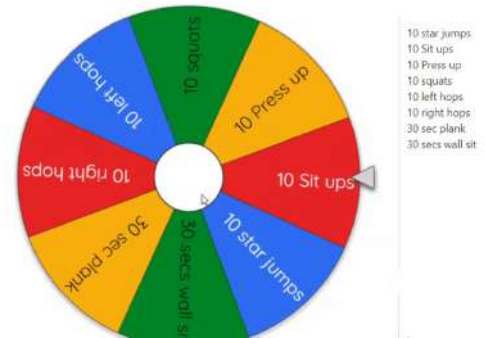 10 squats
10 Press up
10 Sit ups
10 star jumps
30 secs wall si
30 sec plank
10 right hops
10 left hops
10 star jumps
10 Sit ups
10 Press up
10 squats
10 left hops
10 right hops
30 sec plank
30 secs wall sit